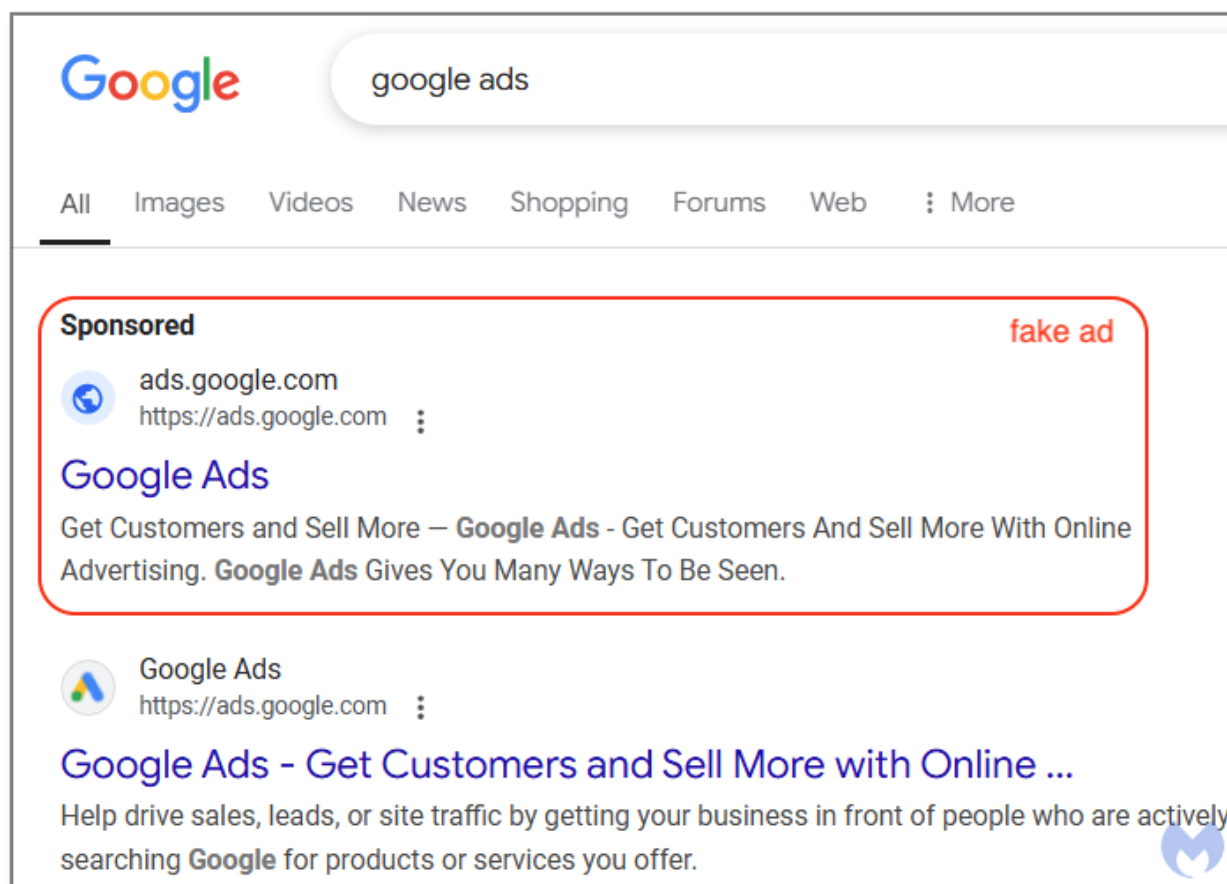 Google
google ads
All Images Videos News Shopping Forums Web More
Sponsored
fake ad
ads.google.com
https://ads.google.com
Google Ads
Get Customers and Sell More — Google Ads - Get Customers And Sell More With Online
Advertising. Google Ads Gives You Many Ways To Be Seen.
Google Ads
https://ads.google.com
Google Ads - Get Customers and Sell More with Online ...
Help drive sales, leads, or site traffic by getting your business in front of people who are actively
searching Google for products or services you offer.